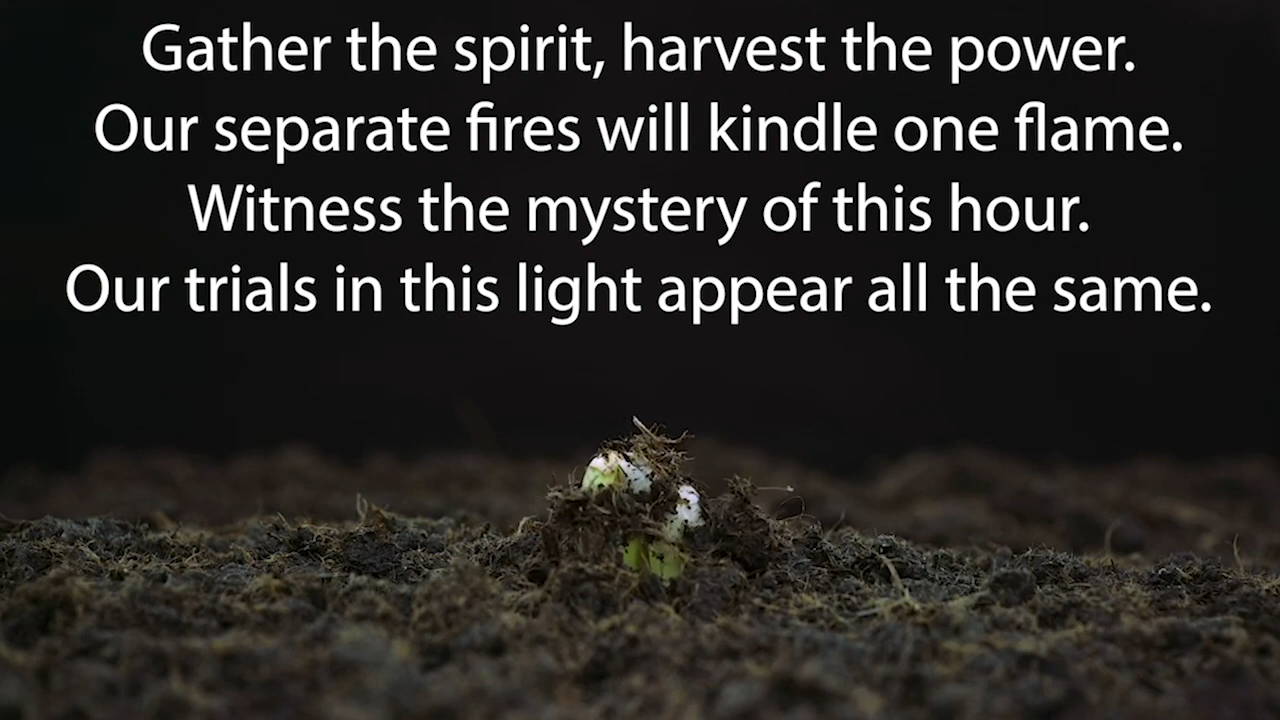 Gather the spirit, harvest the power.
Our separate fires will kindle one flame.
Witness the mystery of this hour.
Our trials in this light appear all the same.